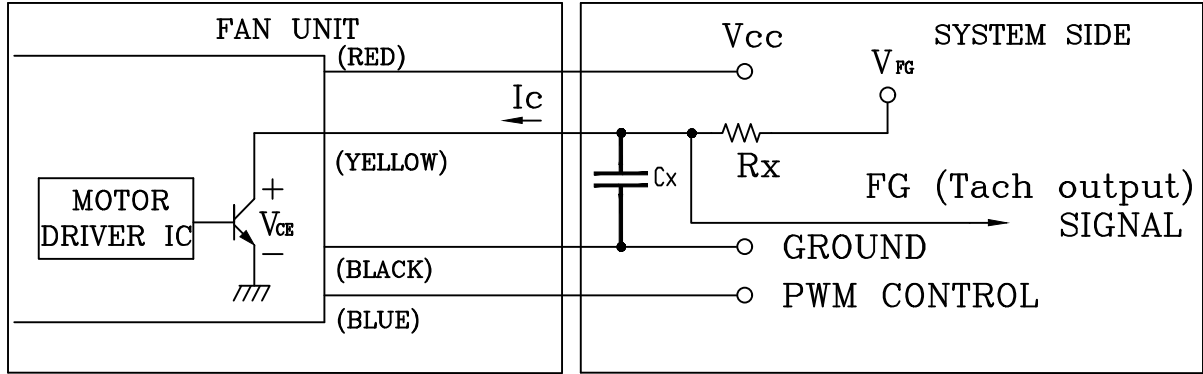 FAN UNIT
(RED)
Ic
(YELLOW)
MOTOR
DRIVER IC
+
VCE
−
(BLACK)
(BLUE)
SYSTEM SIDE
Vcc
VFG
Rx
Cx
FG (Tach output)
SIGNAL
GROUND
PWM CONTROL